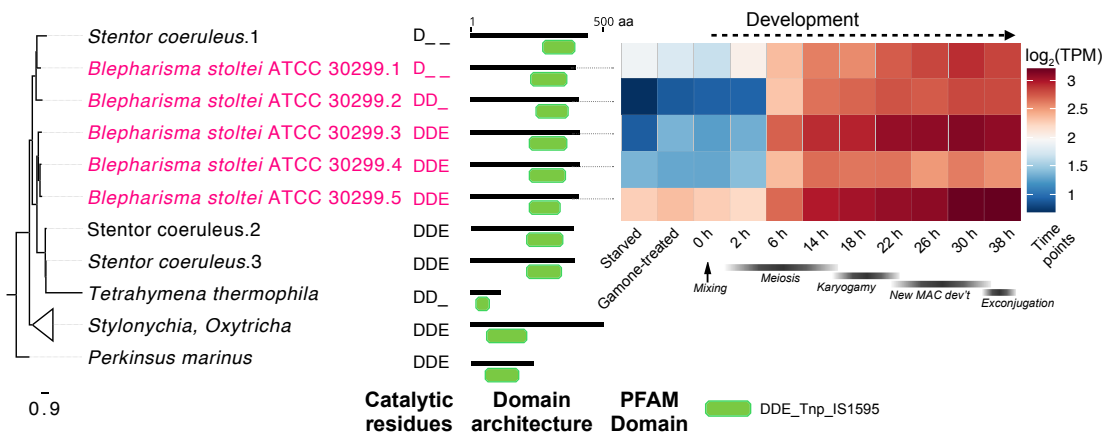 1 500 aa
Development
Stentor coeruleus.1 D_ _
Blepharisma stoltei ATCC 30299.1 D_ _
Blepharisma stoltei ATCC 30299.2 DD_
Blepharisma stoltei ATCC 30299.3 DDE
Blepharisma stoltei ATCC 30299.4 DDE
Blepharisma stoltei ATCC 30299.5 DDE
Stentor coeruleus.2 DDE
Stentor coeruleus.3 DDE
Tetrahymena thermophila DD_
Stylonychia, Oxytricha DDE
Perkinsus marinus DDE
log2(TPM)
3
2.5
2
1.5
1
Starved
Gamone-treated
0 h
2 h
6 h
14 h
18 h
22 h
26 h
30 h
38 h
Time
points
Mixing
Meiosis
Karyogamy
New MAC dev't
Exconjugation
0.9
Catalytic
residues
Domain
architecture
PFAM
Domain
DDE_Tnp_IS1595